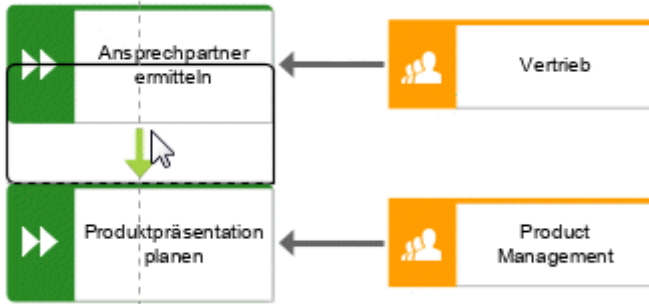 Ansprechpartner
ermitteln
Vertrieb
Produktpräsentation
planen
Product
Management